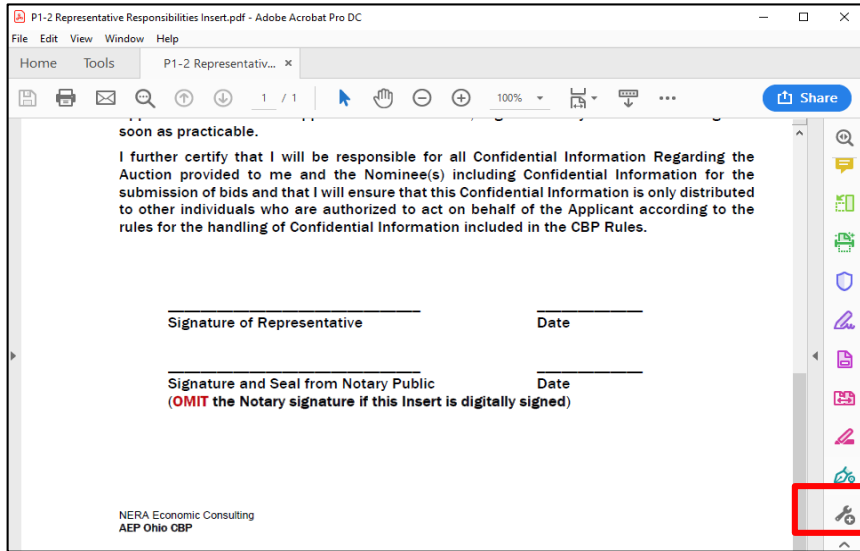 P1-2 Representative Responsibilities Insert.pdf - Adobe Acrobat Pro DC
File Edit View Window Help
Home Tools P1-2 Representativ... ×
1 / 1 100% Share
soon as practicable.
I further certify that I will be responsible for all Confidential Information Regarding the
Auction provided to me and the Nominee(s) including Confidential Information for the
submission of bids and that I will ensure that this Confidential Information is only distributed
to other individuals who are authorized to act on behalf of the Applicant according to the
rules for the handling of Confidential Information included in the CBP Rules.
Signature of Representative Date
Signature and Seal from Notary Public Date
(OMIT the Notary signature if this Insert is digitally signed)
NERA Economic Consulting
AEP Ohio CBP